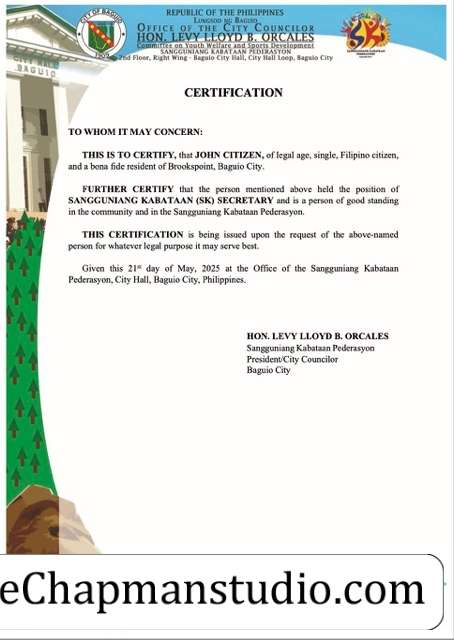 REPUBLIC OF THE PHILIPPINES
LUNGSOD NG BAGUIO
OFFICE OF THE CITY COUNCILOR
HON. LEVY LLOYD B. ORCALES
Committee on Youth Welfare and Sports Development
SANGGUNIANG KABATAAN PEDERASYON
2nd Floor, Right Wing - Baguio City Hall, City Hall Loop, Baguio City
CITY OF BAGUIO
1909
SK
CITY HALL
BAGUIO
CERTIFICATION
TO WHOM IT MAY CONCERN:
THIS IS TO CERTIFY, that JOHN CITIZEN, of legal age, single, Filipino citizen,
and a bona fide resident of Brookspoint, Baguio City.
FURTHER CERTIFY that the person mentioned above held the position of
SANGGUNIANG KABATAAN (SK) SECRETARY and is a person of good standing
in the community and in the Sangguniang Kabataan Pederasyon.
THIS CERTIFICATION is being issued upon the request of the above-named
person for whatever legal purpose it may serve best.
Given this 21st day of May, 2025 at the Office of the Sangguniang Kabataan
Pederasyon, City Hall, Baguio City, Philippines.
HON. LEVY LLOYD B. ORCALES
Sangguniang Kabataan Pederasyon
President/City Councilor
Baguio City
eChapmanstudio.com